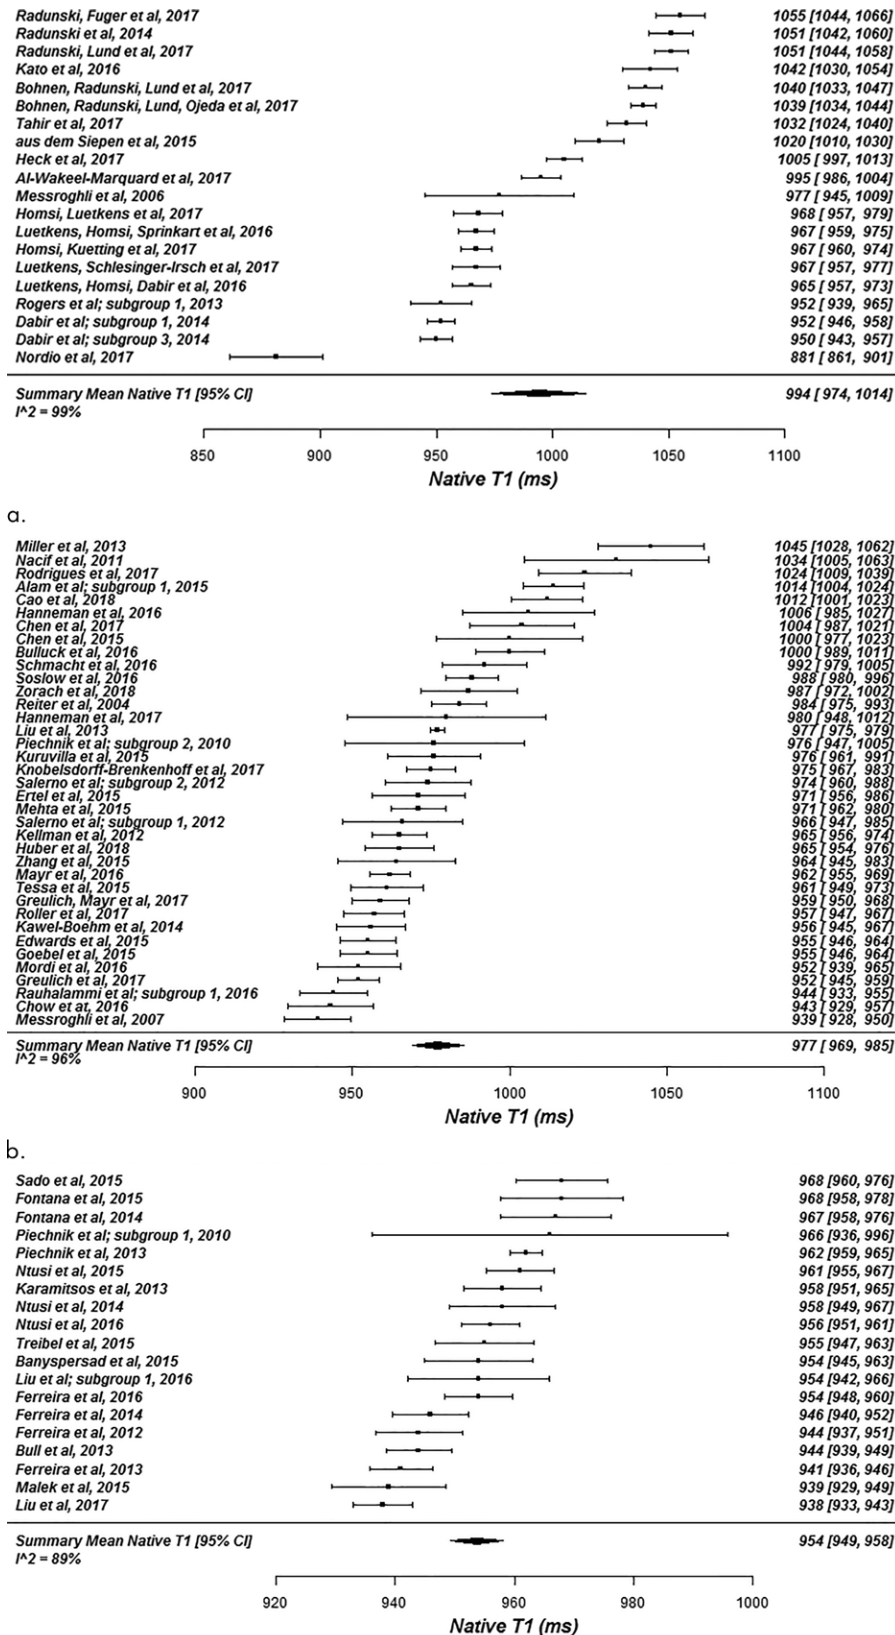 Radunski, Fuger et al, 2017 1055 [1044, 1066]
Radunski et al, 2014 1051 [1042, 1060]
Radunski, Lund et al, 2017 1051 [1044, 1058]
Kato et al, 2016 1042 [1030, 1054]
Bohnen, Radunski, Lund et al, 2017 1040 [1033, 1047]
Bohnen, Radunski, Lund, Ojeda et al, 2017 1039 [1034, 1044]
Tahir et al, 2017 1032 [1024, 1040]
aus dem Siepen et al, 2015 1020 [1010, 1030]
Heck et al, 2017 1005 [ 997, 1013]
Al-Wakeel-Marquard et al, 2017 995 [ 986, 1004]
Messroghli et al, 2006 977 [ 945, 1009]
Homsi, Luetkens et al, 2017 968 [ 957, 979]
Luetkens, Homsi, Sprinkart et al, 2016 967 [ 959, 975]
Homsi, Kuetting et al, 2017 967 [ 960, 974]
Luetkens, Schlesinger-Irsch et al, 2017 967 [ 957, 977]
Luetkens, Homsi, Dabir et al, 2016 965 [ 957, 973]
Rogers et al; subgroup 1, 2013 952 [ 939, 965]
Dabir et al; subgroup 1, 2014 952 [ 946, 958]
Dabir et al; subgroup 3, 2014 950 [ 943, 957]
Nordio et al, 2017 881 [ 861, 901]
Summary Mean Native T1 [95% CI] 994 [ 974, 1014]
I^2 = 99%
850 900 950 1000 1050 1100
Native T1 (ms)
a.
Miller et al, 2013 1045 [1028, 1062]
Nacif et al, 2011 1034 [1005, 1063]
Rodrigues et al, 2017 1024 [1009, 1039]
Alam et al; subgroup 1, 2015 1014 [1004, 1024]
Cao et al, 2018 1012 [1001, 1023]
Hanneman et al, 2016 1006 [ 985, 1027]
Chen et al, 2017 1004 [ 987, 1021]
Chen et al, 2015 1000 [ 977, 1023]
Bulluck et al, 2016 1000 [ 989, 1011]
Schmacht et al, 2016 992 [ 979, 1005]
Soslow et al, 2016 988 [ 980, 996]
Zorach et al, 2018 987 [ 972, 1002]
Reiter et al, 2004 984 [ 975, 993]
Hanneman et al, 2017 980 [ 948, 1012]
Liu et al, 2013 977 [ 975, 979]
Piechnik et al; subgroup 2, 2010 976 [ 947, 1005]
Kuruvilla et al, 2015 976 [ 961, 991]
Knobelsdorff-Brenkenhoff et al, 2017 975 [ 967, 983]
Salerno et al; subgroup 2, 2012 974 [ 960, 988]
Ertel et al, 2015 971 [ 956, 986]
Mehta et al, 2015 971 [ 962, 980]
Salerno et al; subgroup 1, 2012 966 [ 947, 985]
Kellman et al, 2012 965 [ 956, 974]
Huber et al, 2018 965 [ 954, 976]
Zhang et al, 2015 964 [ 945, 983]
Mayr et al, 2016 962 [ 955, 969]
Tessa et al, 2015 961 [ 949, 973]
Greulich, Mayr et al, 2017 959 [ 950, 968]
Roller et al, 2017 957 [ 947, 967]
Kawel-Boehm et al, 2014 956 [ 945, 967]
Edwards et al, 2015 955 [ 946, 964]
Goebel et al, 2015 955 [ 946, 964]
Mordi et al, 2016 952 [ 939, 965]
Greulich et al, 2017 952 [ 945, 959]
Rauhalammi et al; subgroup 1, 2016 944 [ 933, 955]
Chow et at, 2016 943 [ 929, 957]
Messroghli et al, 2007 939 [ 928, 950]
Summary Mean Native T1 [95% CI] 977 [ 969, 985]
I^2 = 96%
900 950 1000 1050 1100
Native T1 (ms)
b.
Sado et al, 2015 968 [960, 976]
Fontana et al, 2015 968 [958, 978]
Fontana et al, 2014 967 [958, 976]
Piechnik et al; subgroup 1, 2010 966 [936, 996]
Piechnik et al, 2013 962 [959, 965]
Ntusi et al, 2015 961 [955, 967]
Karamitsos et al, 2013 958 [951, 965]
Ntusi et al, 2014 958 [949, 967]
Ntusi et al, 2016 956 [951, 961]
Treibel et al, 2015 955 [947, 963]
Banyspersad et al, 2015 954 [945, 963]
Liu et al; subgroup 1, 2016 954 [942, 966]
Ferreira et al, 2016 954 [948, 960]
Ferreira et al, 2014 946 [940, 952]
Ferreira et al, 2012 944 [937, 951]
Bull et al, 2013 944 [939, 949]
Ferreira et al, 2013 941 [936, 946]
Malek et al, 2015 939 [929, 949]
Liu et al, 2017 938 [933, 943]
Summary Mean Native T1 [95% CI] 954 [949, 958]
I^2 = 89%
920 940 960 980 1000
Native T1 (ms)